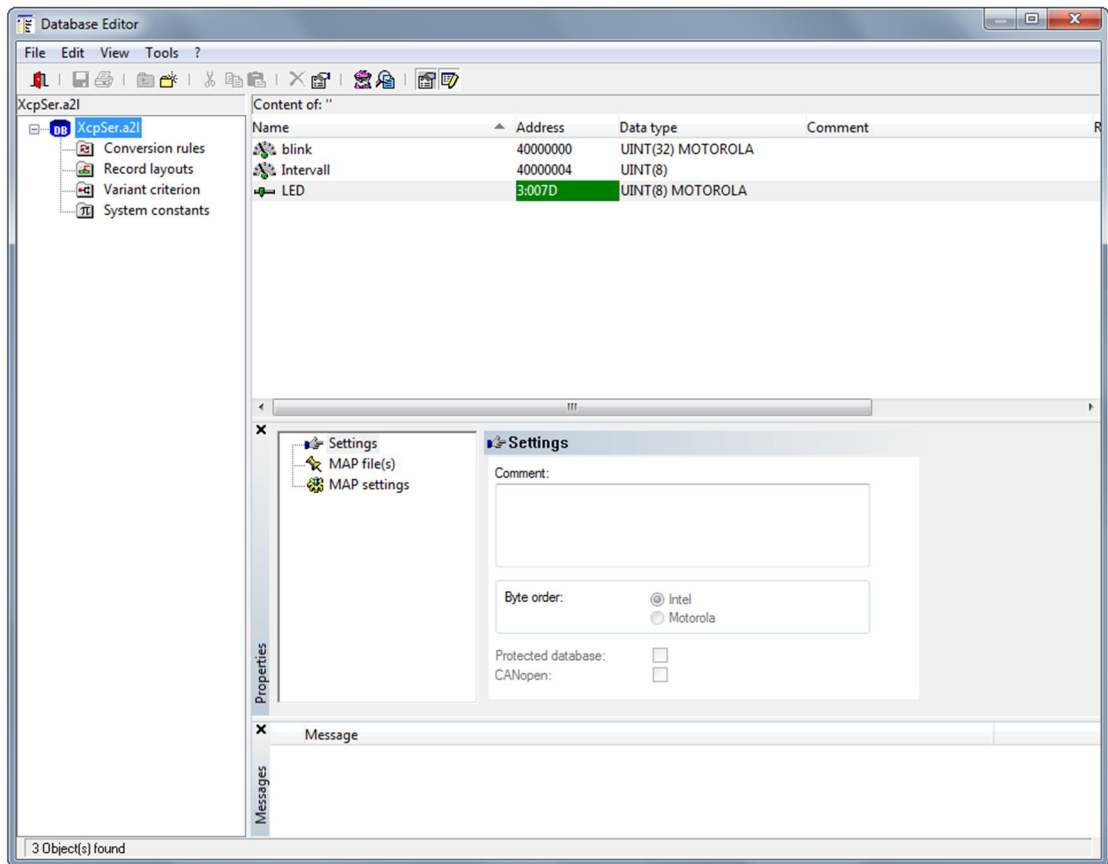 Database Editor
File Edit View Tools ?
XcpSer.a2l
Content of: ''
DB XcpSer.a2l
Conversion rules
Record layouts
Variant criterion
System constants
Name Address Data type Comment R
blink 40000000 UINT(32) MOTOROLA
Intervall 40000004 UINT(8)
LED 3:007D UINT(8) MOTOROLA
Settings
MAP file(s)
MAP settings
Settings
Comment:
Byte order:
Intel
Motorola
Protected database:
CANopen:
Properties
Message
Messages
3 Object(s) found